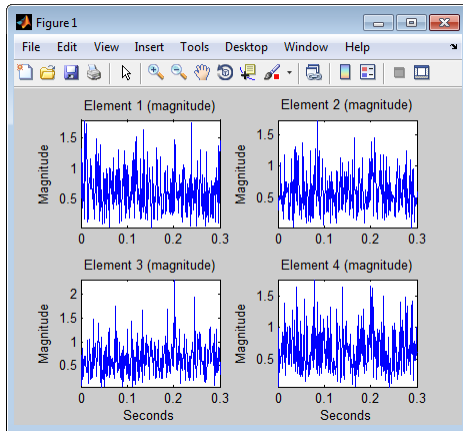 Figure 1
File Edit View Insert Tools Desktop Window Help
Element 1 (magnitude)
Magnitude
1.5
1
0.5
0 0.1 0.2 0.3
Element 2 (magnitude)
Magnitude
1.5
1
0.5
0 0.1 0.2 0.3
Element 3 (magnitude)
Magnitude
2
1.5
1
0.5
0 0.1 0.2 0.3
Seconds
Element 4 (magnitude)
Magnitude
1.5
1
0.5
0 0.1 0.2 0.3
Seconds